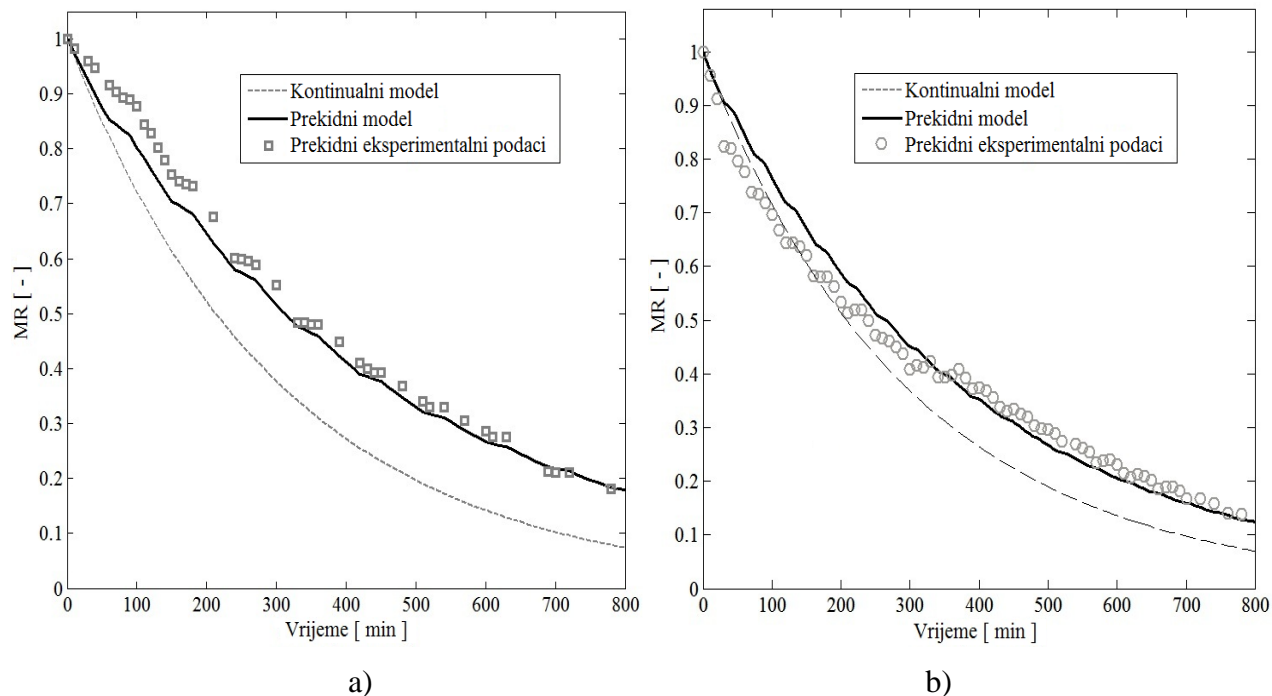 1
0.9
0.8
0.7
0.6
0.5
0.4
0.3
0.2
0.1
0
MR [ - ]
Kontinualni model
Prekidni model
Prekidni eksperimentalni podaci
0 100 200 300 400 500 600 700 800
Vrijeme [ min ]
a)
1
0.9
0.8
0.7
0.6
0.5
0.4
0.3
0.2
0.1
0
MR [ - ]
Kontinualni model
Prekidni model
Prekidni eksperimentalni podaci
0 100 200 300 400 500 600 700 800
Vrijeme [ min ]
b)